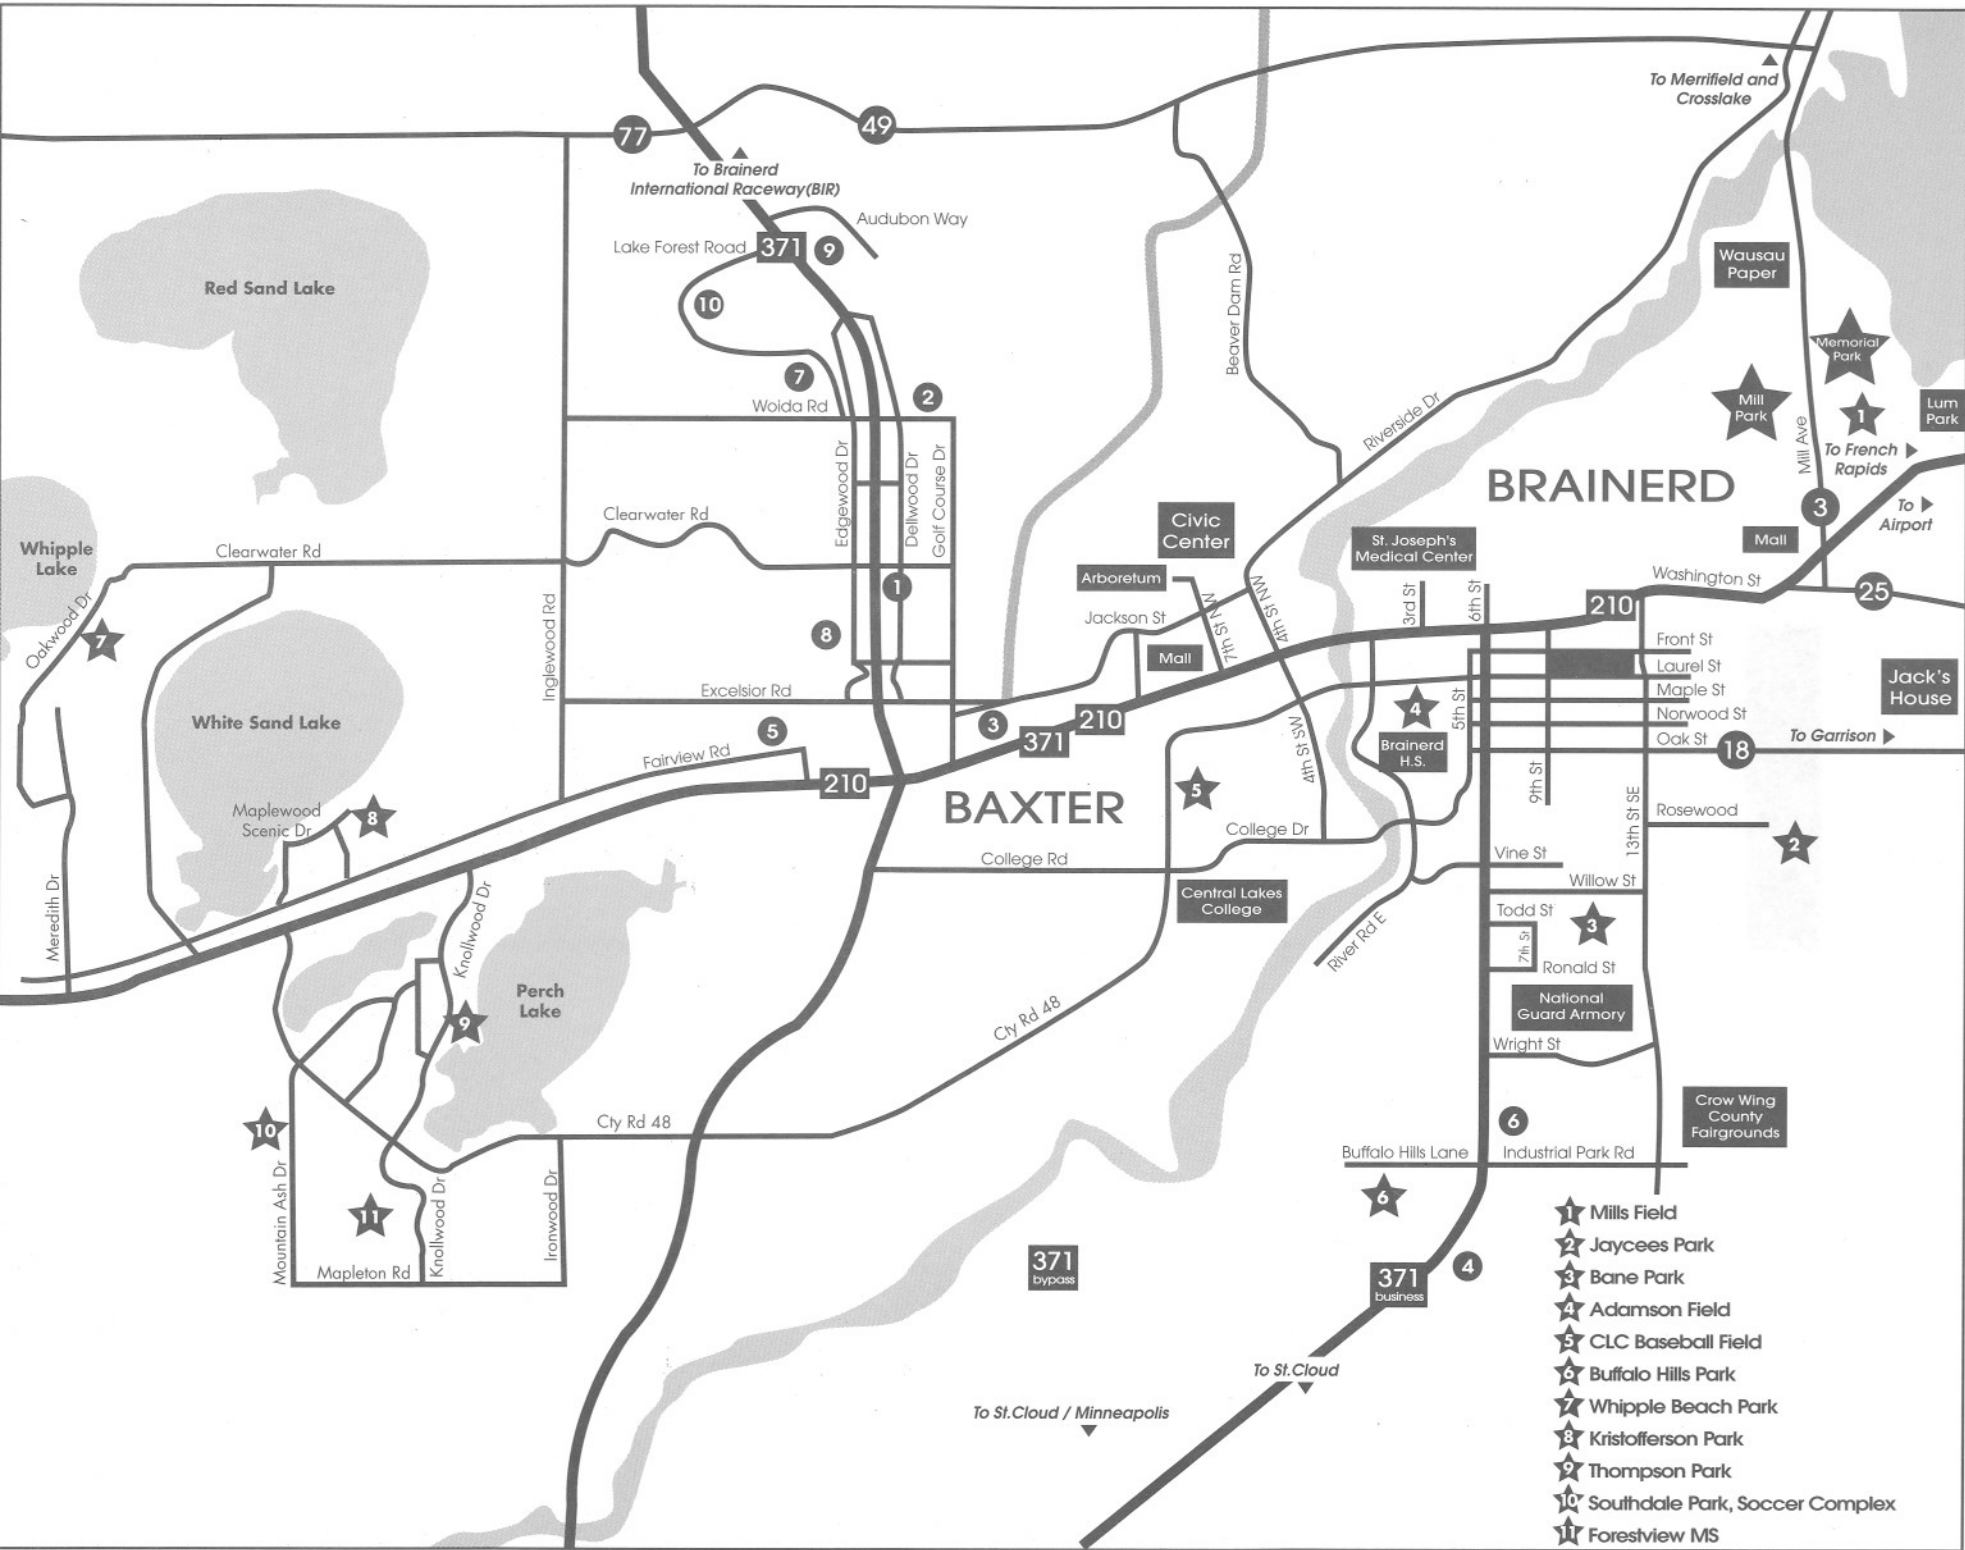 To Merrifield and
Crosslake
77
49
To Brainerd
International Raceway(BIR)
Audubon Way
Lake Forest Road
371
9
10
Red Sand Lake
Beaver Dam Rd
Wausau
Paper
Memorial
Park
Mill
Park
1
Lum
Park
7
2
Woida Rd
Riverside Dr
Mill Ave
To French
Rapids
Edgewood Dr
Dellwood Dr
Golf Course Dr
BRAINERD
3
To
Airport
Clearwater Rd
Clearwater Rd
Civic
Center
St. Joseph's
Medical Center
Mall
Whipple
Lake
Arboretum
Washington St
25
1
Oakwood Dr
7
Inglewood Rd
8
Jackson St
7th St NW
4th St NW
3rd St
6th St
210
Front St
Mall
Laurel St
Jack's
House
Excelsior Rd
Maple St
White Sand Lake
3
210
371
4
5th St
Norwood St
5
Fairview Rd
4th St SW
Brainerd
H.S.
Oak St
18
To Garrison
210
BAXTER
5
9th St
13th St SE
Maplewood
Scenic Dr
8
Rosewood
2
College Dr
College Rd
Vine St
Willow St
Meredith Dr
Knollwood Dr
Central Lakes
College
Todd St
3
River Rd E
7th St
Ronald St
Perch
Lake
9
National
Guard Armory
Cty Rd 48
Wright St
10
Cty Rd 48
6
Crow Wing
County
Fairgrounds
Buffalo Hills Lane
Industrial Park Rd
Mountain Ash Dr
11
Knollwood Dr
Ironwood Dr
6
Mapleton Rd
371
bypass
371
business
4
To St.Cloud
To St.Cloud / Minneapolis
1 Mills Field
2 Jaycees Park
3 Bane Park
4 Adamson Field
5 CLC Baseball Field
6 Buffalo Hills Park
7 Whipple Beach Park
8 Kristofferson Park
9 Thompson Park
10 Southdale Park, Soccer Complex
11 Forestview MS